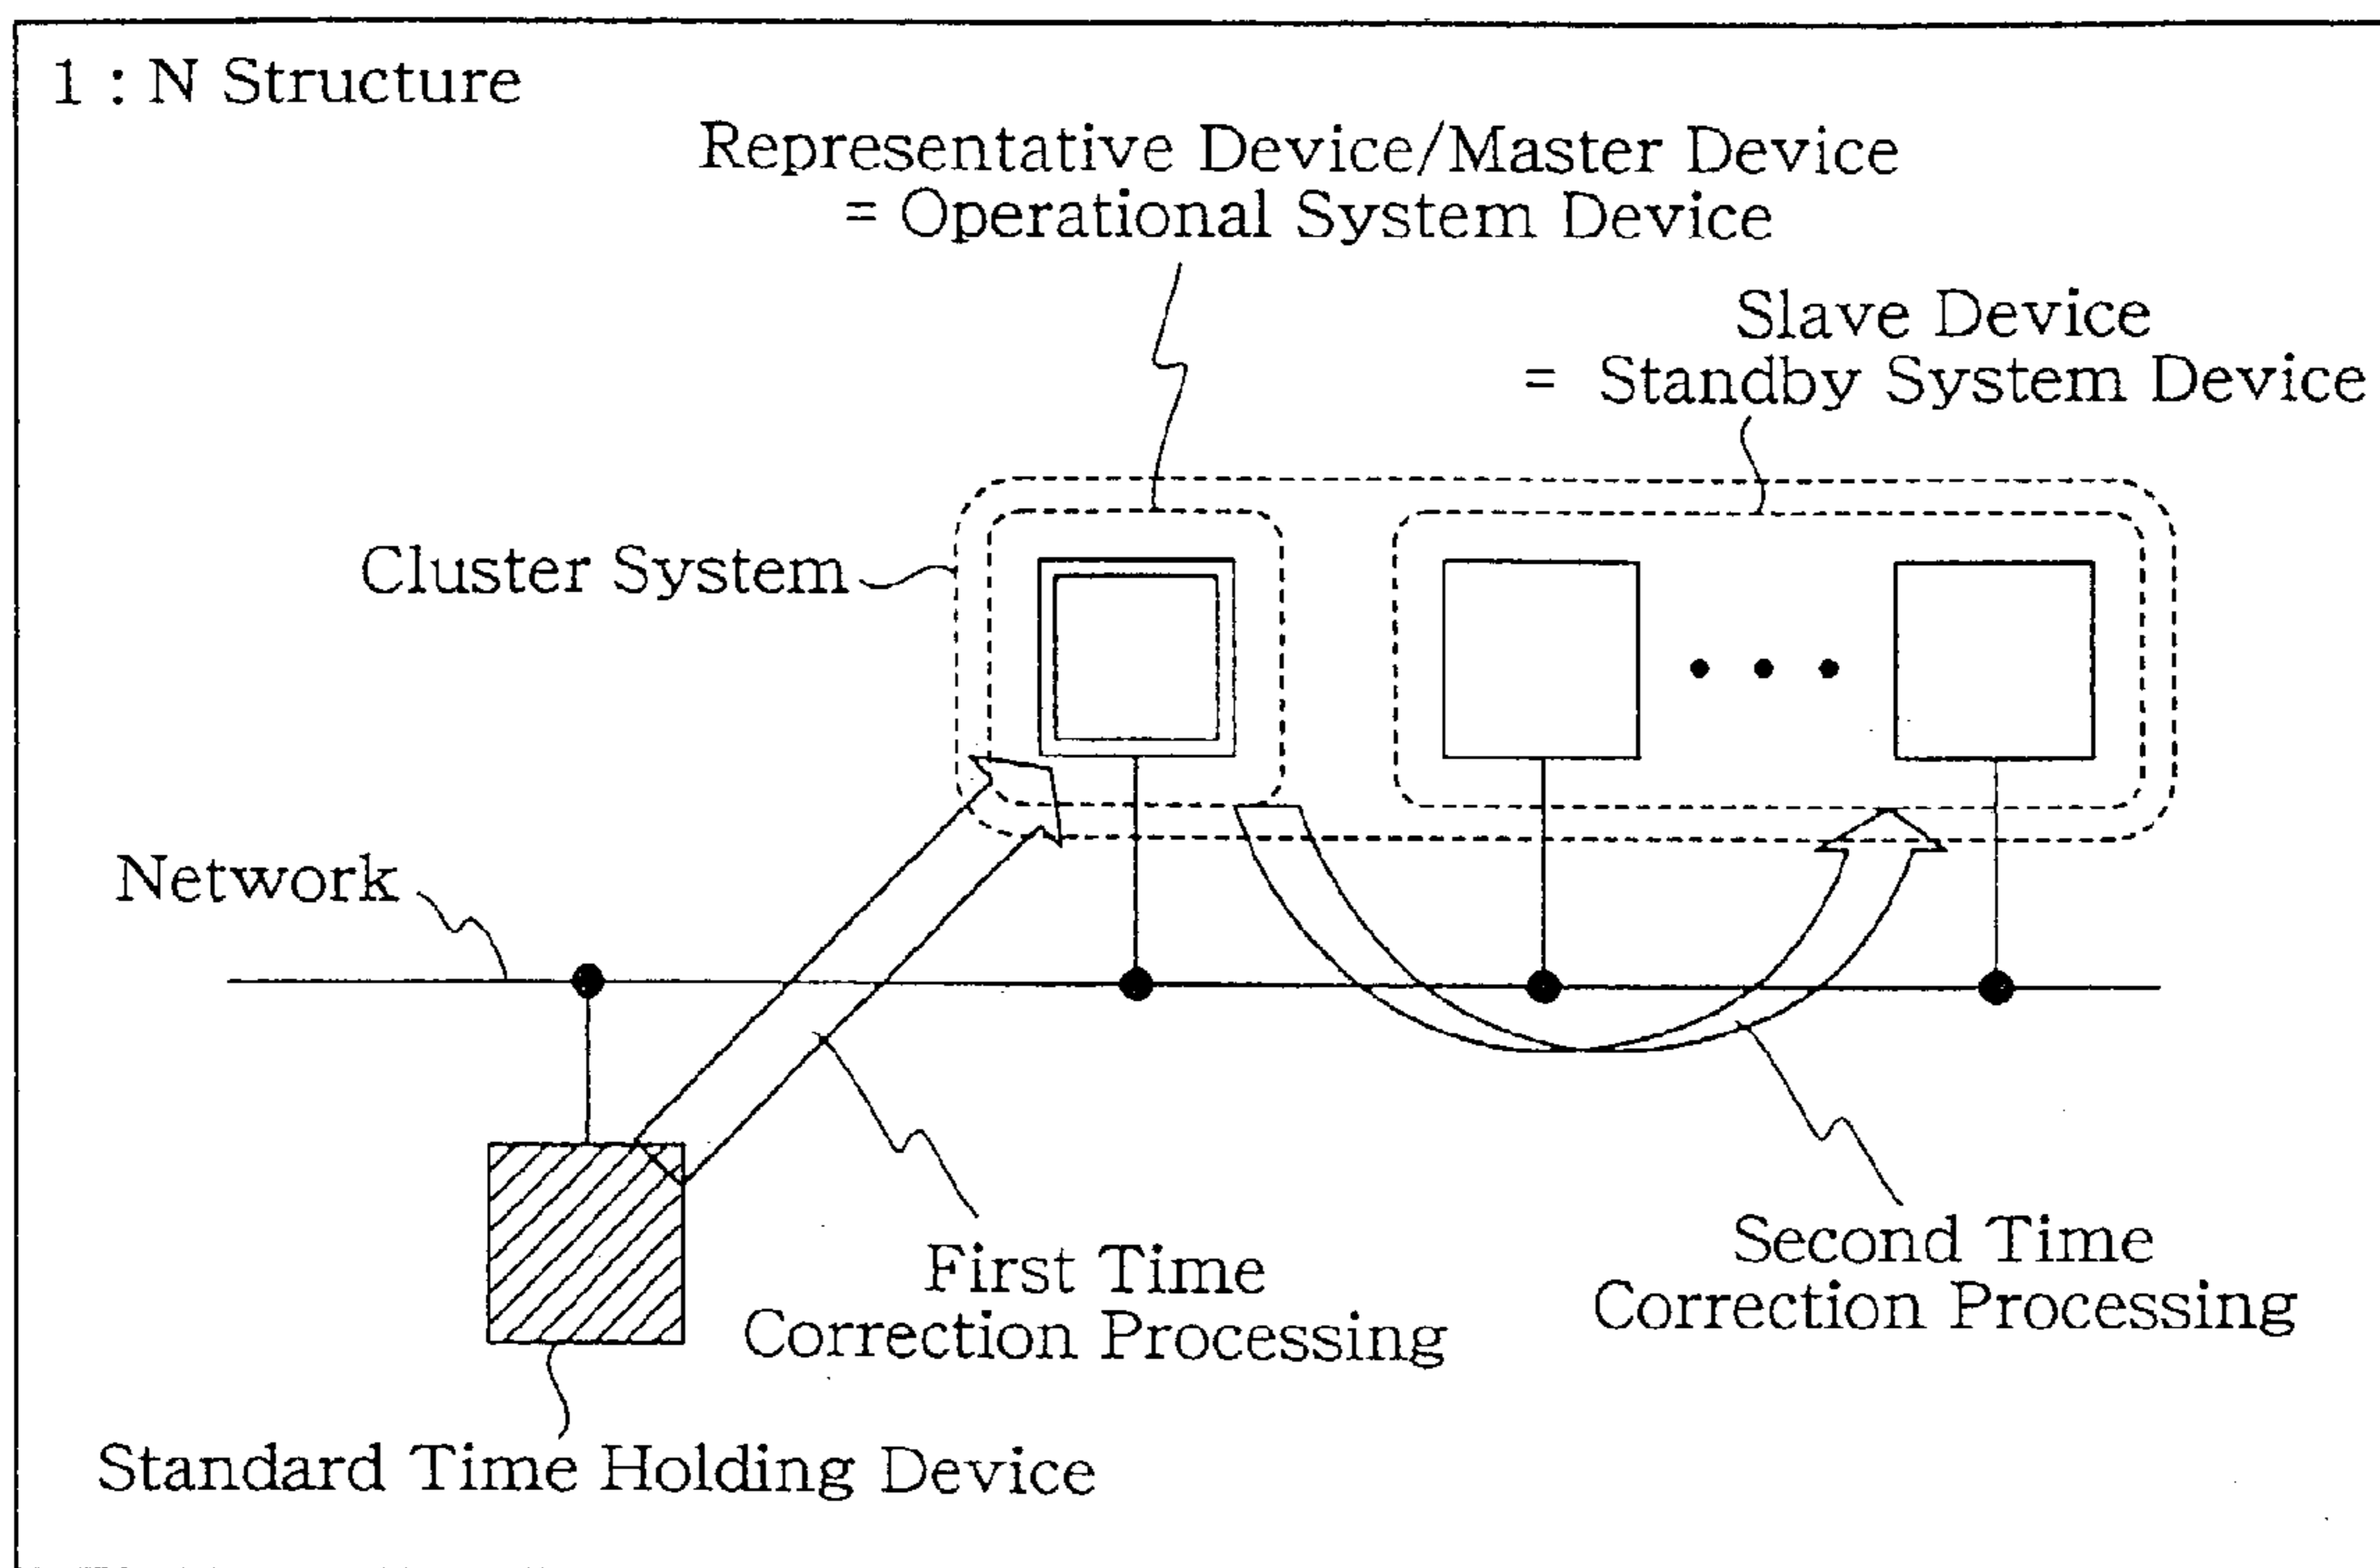 1 : N Structure
Representative Device/Master Device
= Operational System Device
Slave Device
= Standby System Device
Cluster System
Network
First Time
Correction Processing
Second Time
Correction Processing
Standard Time Holding Device